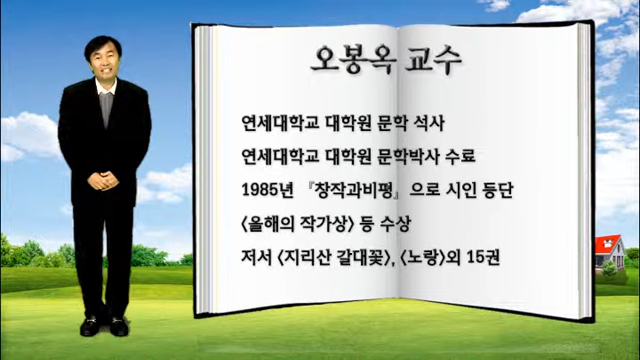 오봉옥 교수
연세대학교 대학원 문학 석사
연세대학교 대학원 문학박사 수료
1985년 『창작과비평』으로 시인 등단
<올해의 작가상> 등 수상
저서 <지리산 갈대꽃>, <노랑>외 15권